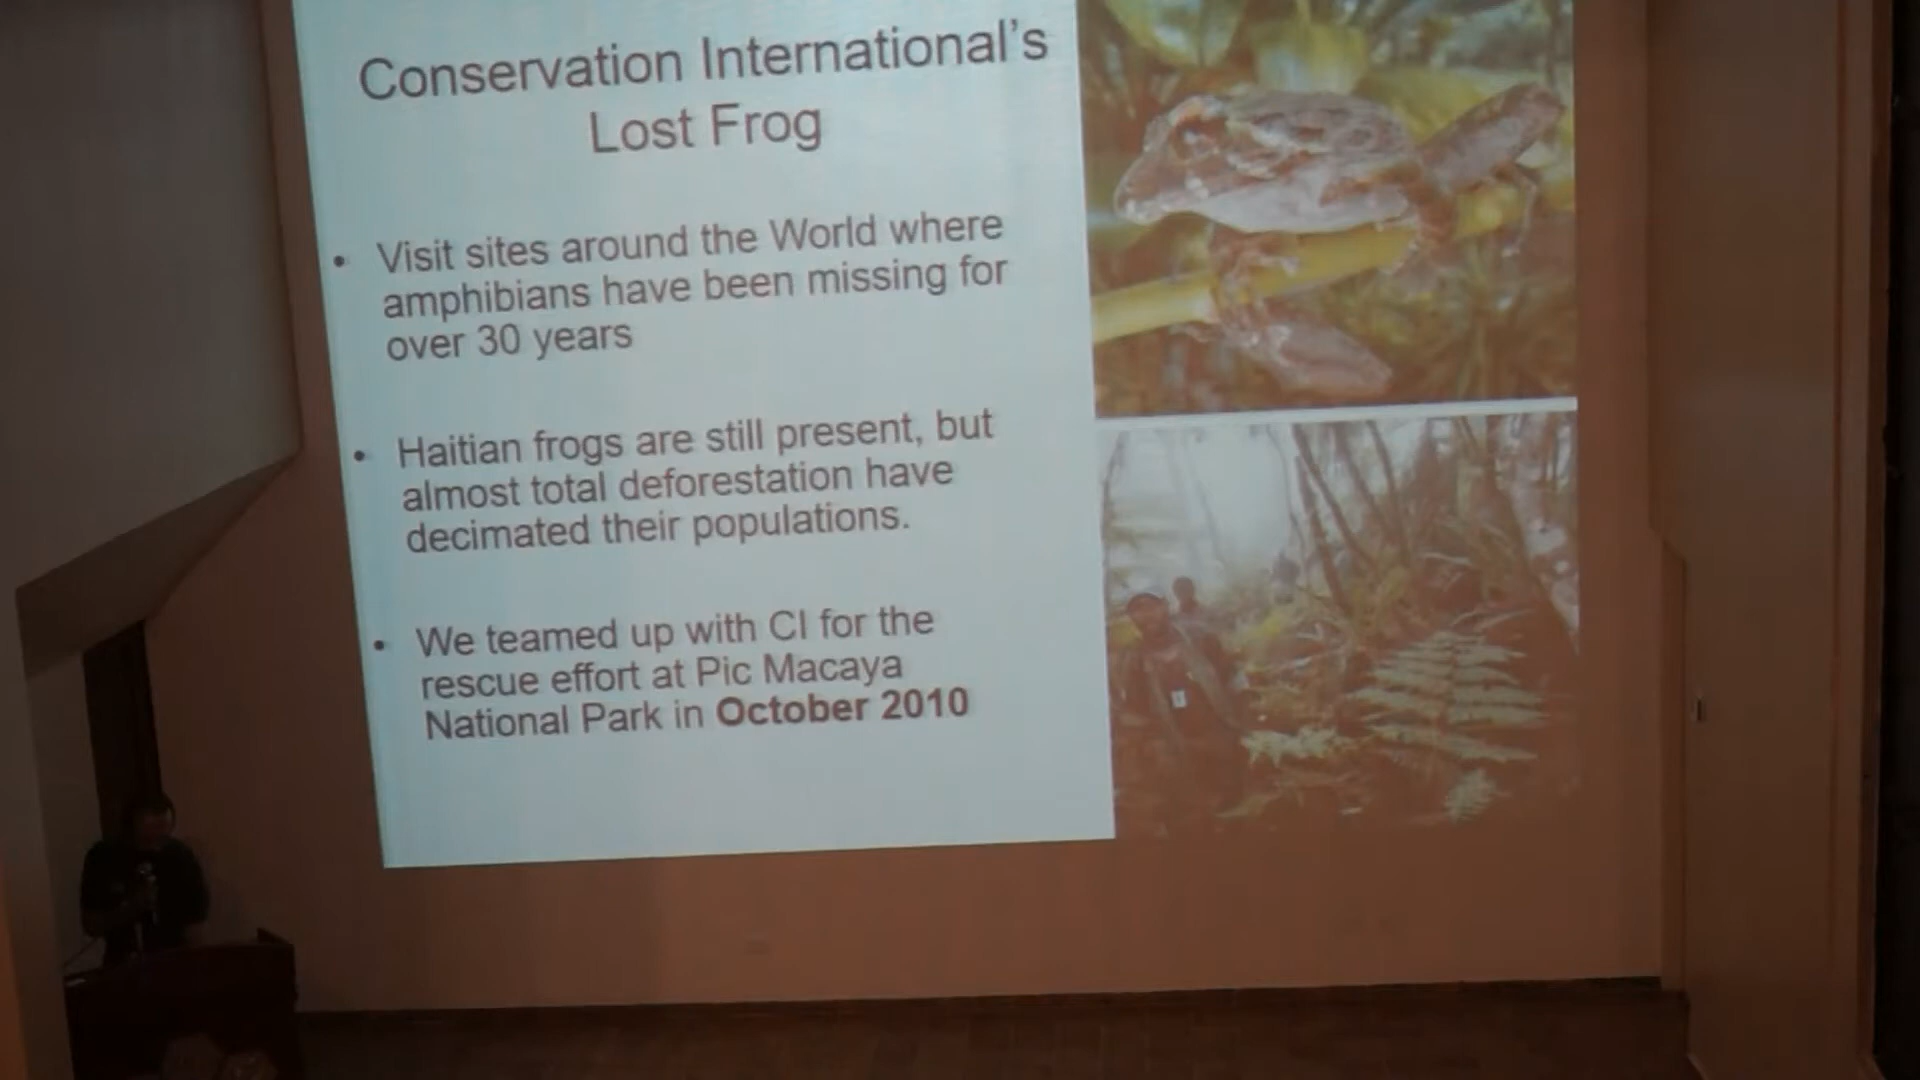 Conservation International's
Lost Frog
• Visit sites around the World where
amphibians have been missing for
over 30 years
• Haitian frogs are still present, but
almost total deforestation have
decimated their populations.
• We teamed up with CI for the
rescue effort at Pic Macaya
National Park in October 2010